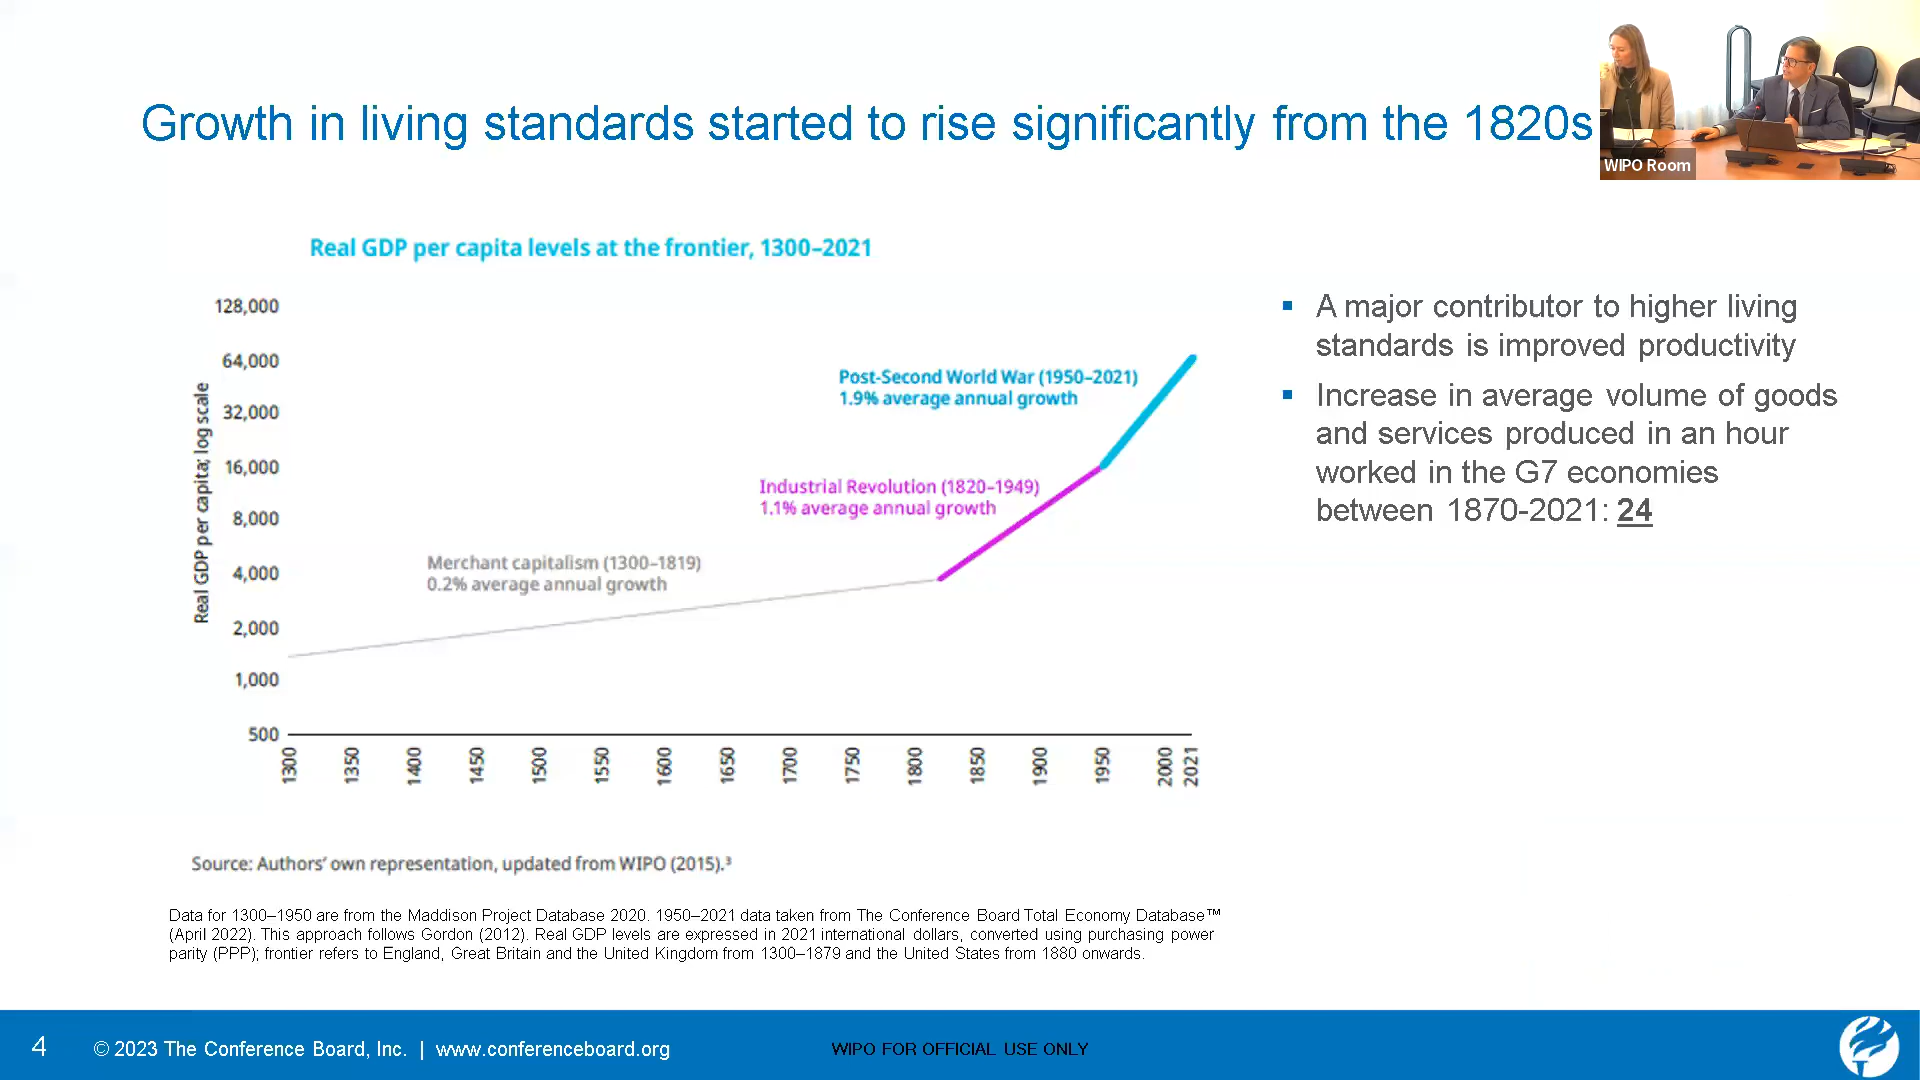 Growth in living standards started to rise significantly from the 1820s
WIPO Room
Real GDP per capita levels at the frontier, 1300–2021
Real GDP per capita; log scale
128,000
64,000
32,000
16,000
8,000
4,000
2,000
1,000
500
Post-Second World War (1950–2021)
1.9% average annual growth
Industrial Revolution (1820–1949)
1.1% average annual growth
Merchant capitalism (1300–1819)
0.2% average annual growth
1300
1350
1400
1450
1500
1550
1600
1650
1700
1750
1800
1850
1900
1950
2000
2021
▪ A major contributor to higher living
standards is improved productivity
▪ Increase in average volume of goods
and services produced in an hour
worked in the G7 economies
between 1870-2021: 24
Source: Authors’ own representation, updated from WIPO (2015).³
Data for 1300–1950 are from the Maddison Project Database 2020. 1950–2021 data taken from The Conference Board Total Economy Database™
(April 2022). This approach follows Gordon (2012). Real GDP levels are expressed in 2021 international dollars, converted using purchasing power
parity (PPP); frontier refers to England, Great Britain and the United Kingdom from 1300–1879 and the United States from 1880 onwards.
4
© 2023 The Conference Board, Inc. | www.conferenceboard.org
WIPO FOR OFFICIAL USE ONLY